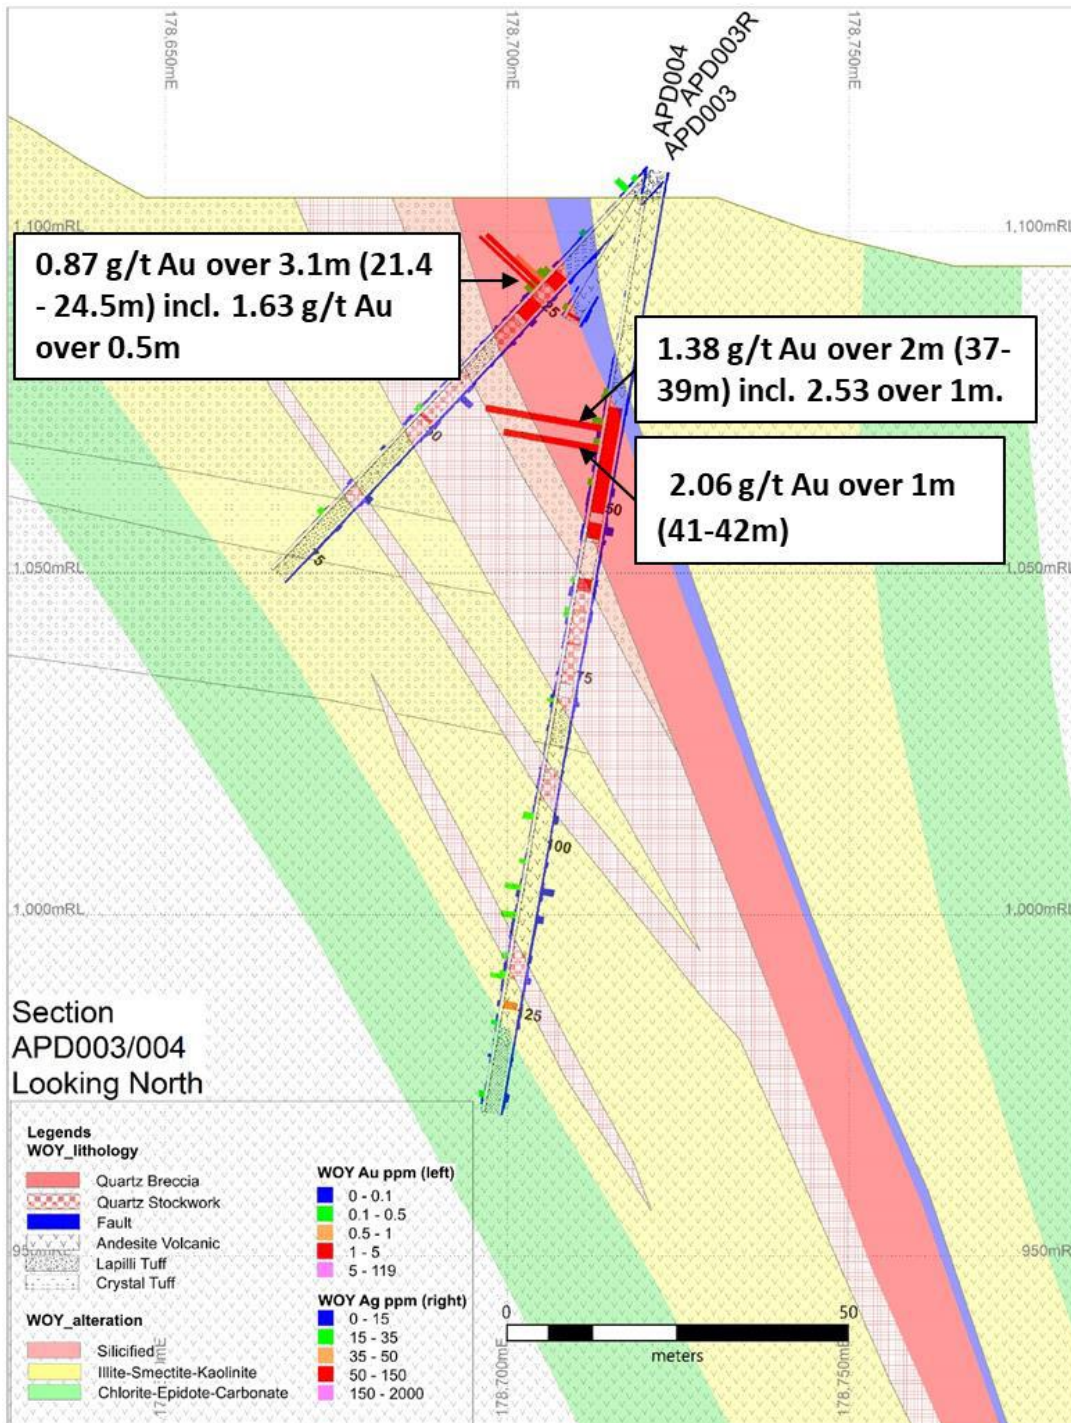 178,650mE
178,700mE
178,750mE
APD004
APD003R
APD003
1,100mRL
1,100mRL
0.87 g/t Au over 3.1m (21.4
- 24.5m) incl. 1.63 g/t Au
over 0.5m
25
1.38 g/t Au over 2m (37-
39m) incl. 2.53 over 1m.
50
2.06 g/t Au over 1m
(41-42m)
50
75
1,050mRL
1,050mRL
75
100
1,000mRL
1,000mRL
125
Section
APD003/004
Looking North
Legends
WOY_lithology
Quartz Breccia
Quartz Stockwork
Fault
Andesite Volcanic
Lapilli Tuff
Crystal Tuff
WOY_alteration
Silicified
Illite-Smectite-Kaolinite
Chlorite-Epidote-Carbonate
WOY Au ppm (left)
0 - 0.1
0.1 - 0.5
0.5 - 1
1 - 5
5 - 119
WOY Ag ppm (right)
0 - 15
15 - 35
35 - 50
50 - 150
150 - 2000
950mRL
950mRL
0
50
meters
178,700mE
178,750mE